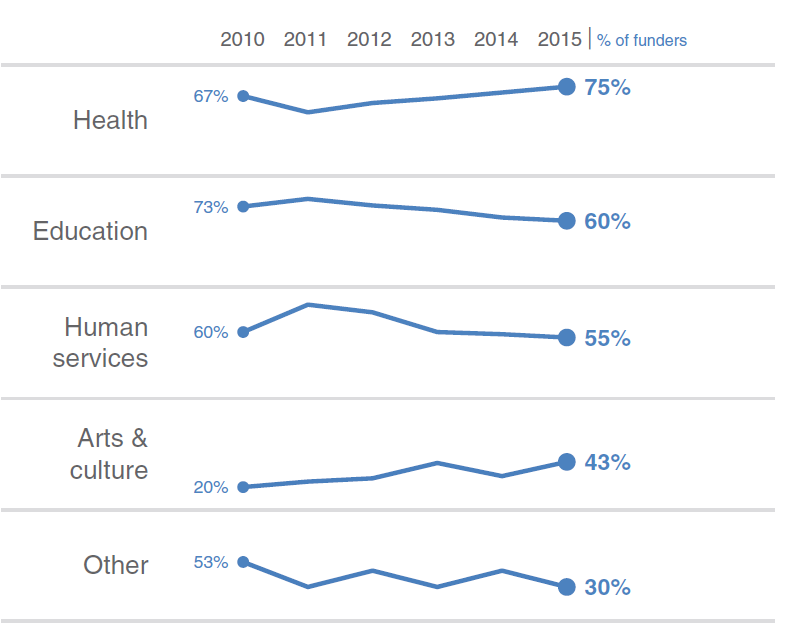 2010 2011 2012 2013 2014 2015 | % of funders
67% 75%
Health
73% 60%
Education
Human
60% 55%
services
Arts &
43%
culture
20%
53%
Other
30%